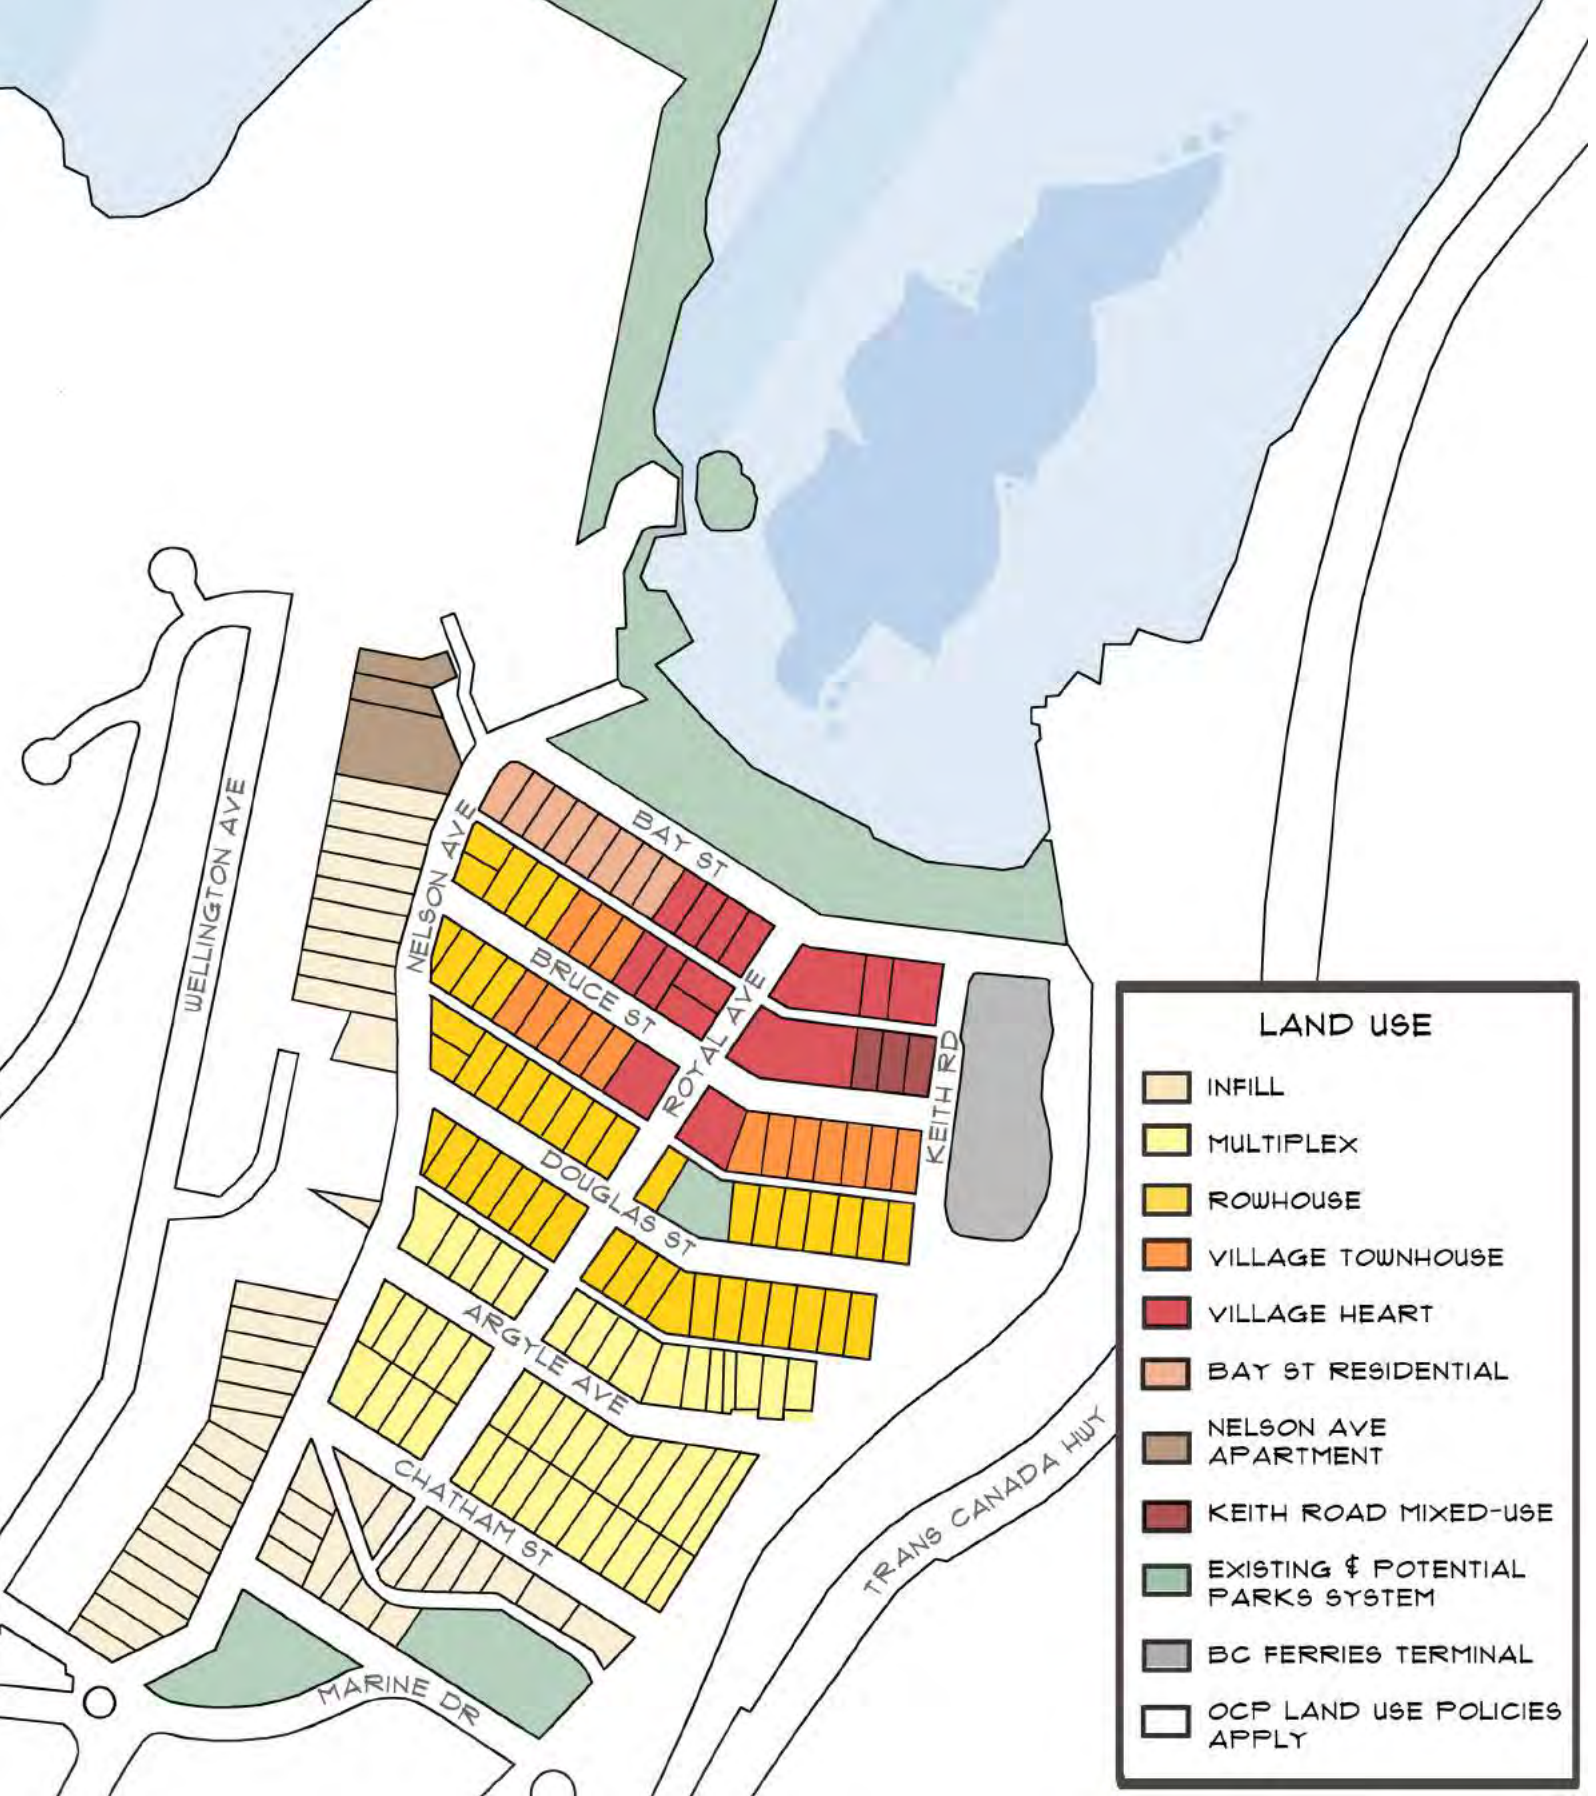 WELLINGTON AVE
NELSON AVE
BAY ST
BRUCE ST
ROYAL AVE
KEITH RD
DOUGLAS ST
ARGYLE AVE
CHATHAM ST
MARINE DR
TRANS CANADA HWY
LAND USE
INFILL
MULTIPLEX
ROWHOUSE
VILLAGE TOWNHOUSE
VILLAGE HEART
BAY ST RESIDENTIAL
NELSON AVE
APARTMENT
KEITH ROAD MIXED-USE
EXISTING & POTENTIAL
PARKS SYSTEM
BC FERRIES TERMINAL
OCP LAND USE POLICIES
APPLY